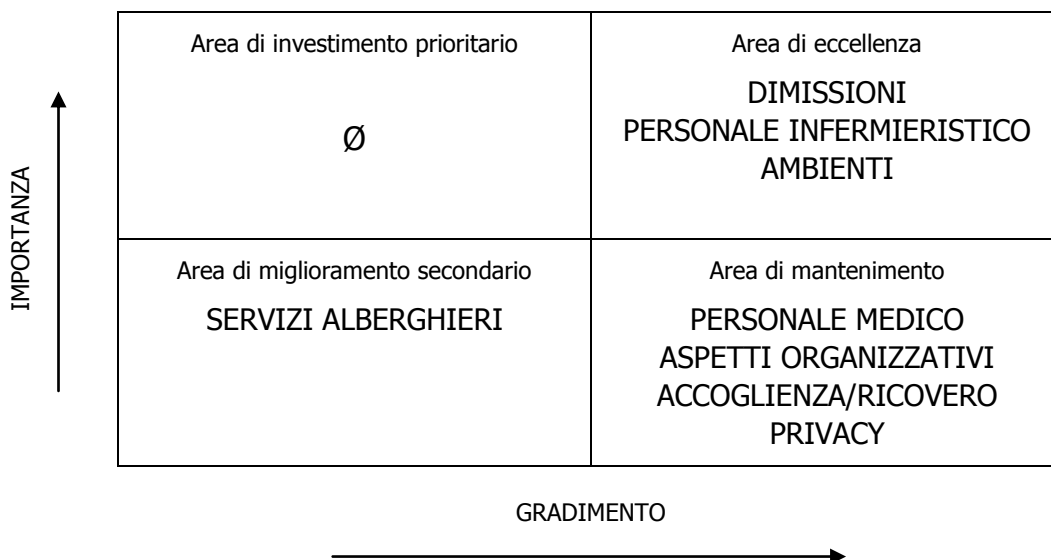 Area di investimento prioritario
Ø
Area di eccellenza
DIMISSIONI
PERSONALE INFERMIERISTICO
AMBIENTI
IMPORTANZA
Area di miglioramento secondario
SERVIZI ALBERGHIERI
Area di mantenimento
PERSONALE MEDICO
ASPETTI ORGANIZZATIVI
ACCOGLIENZA/RICOVERO
PRIVACY
GRADIMENTO